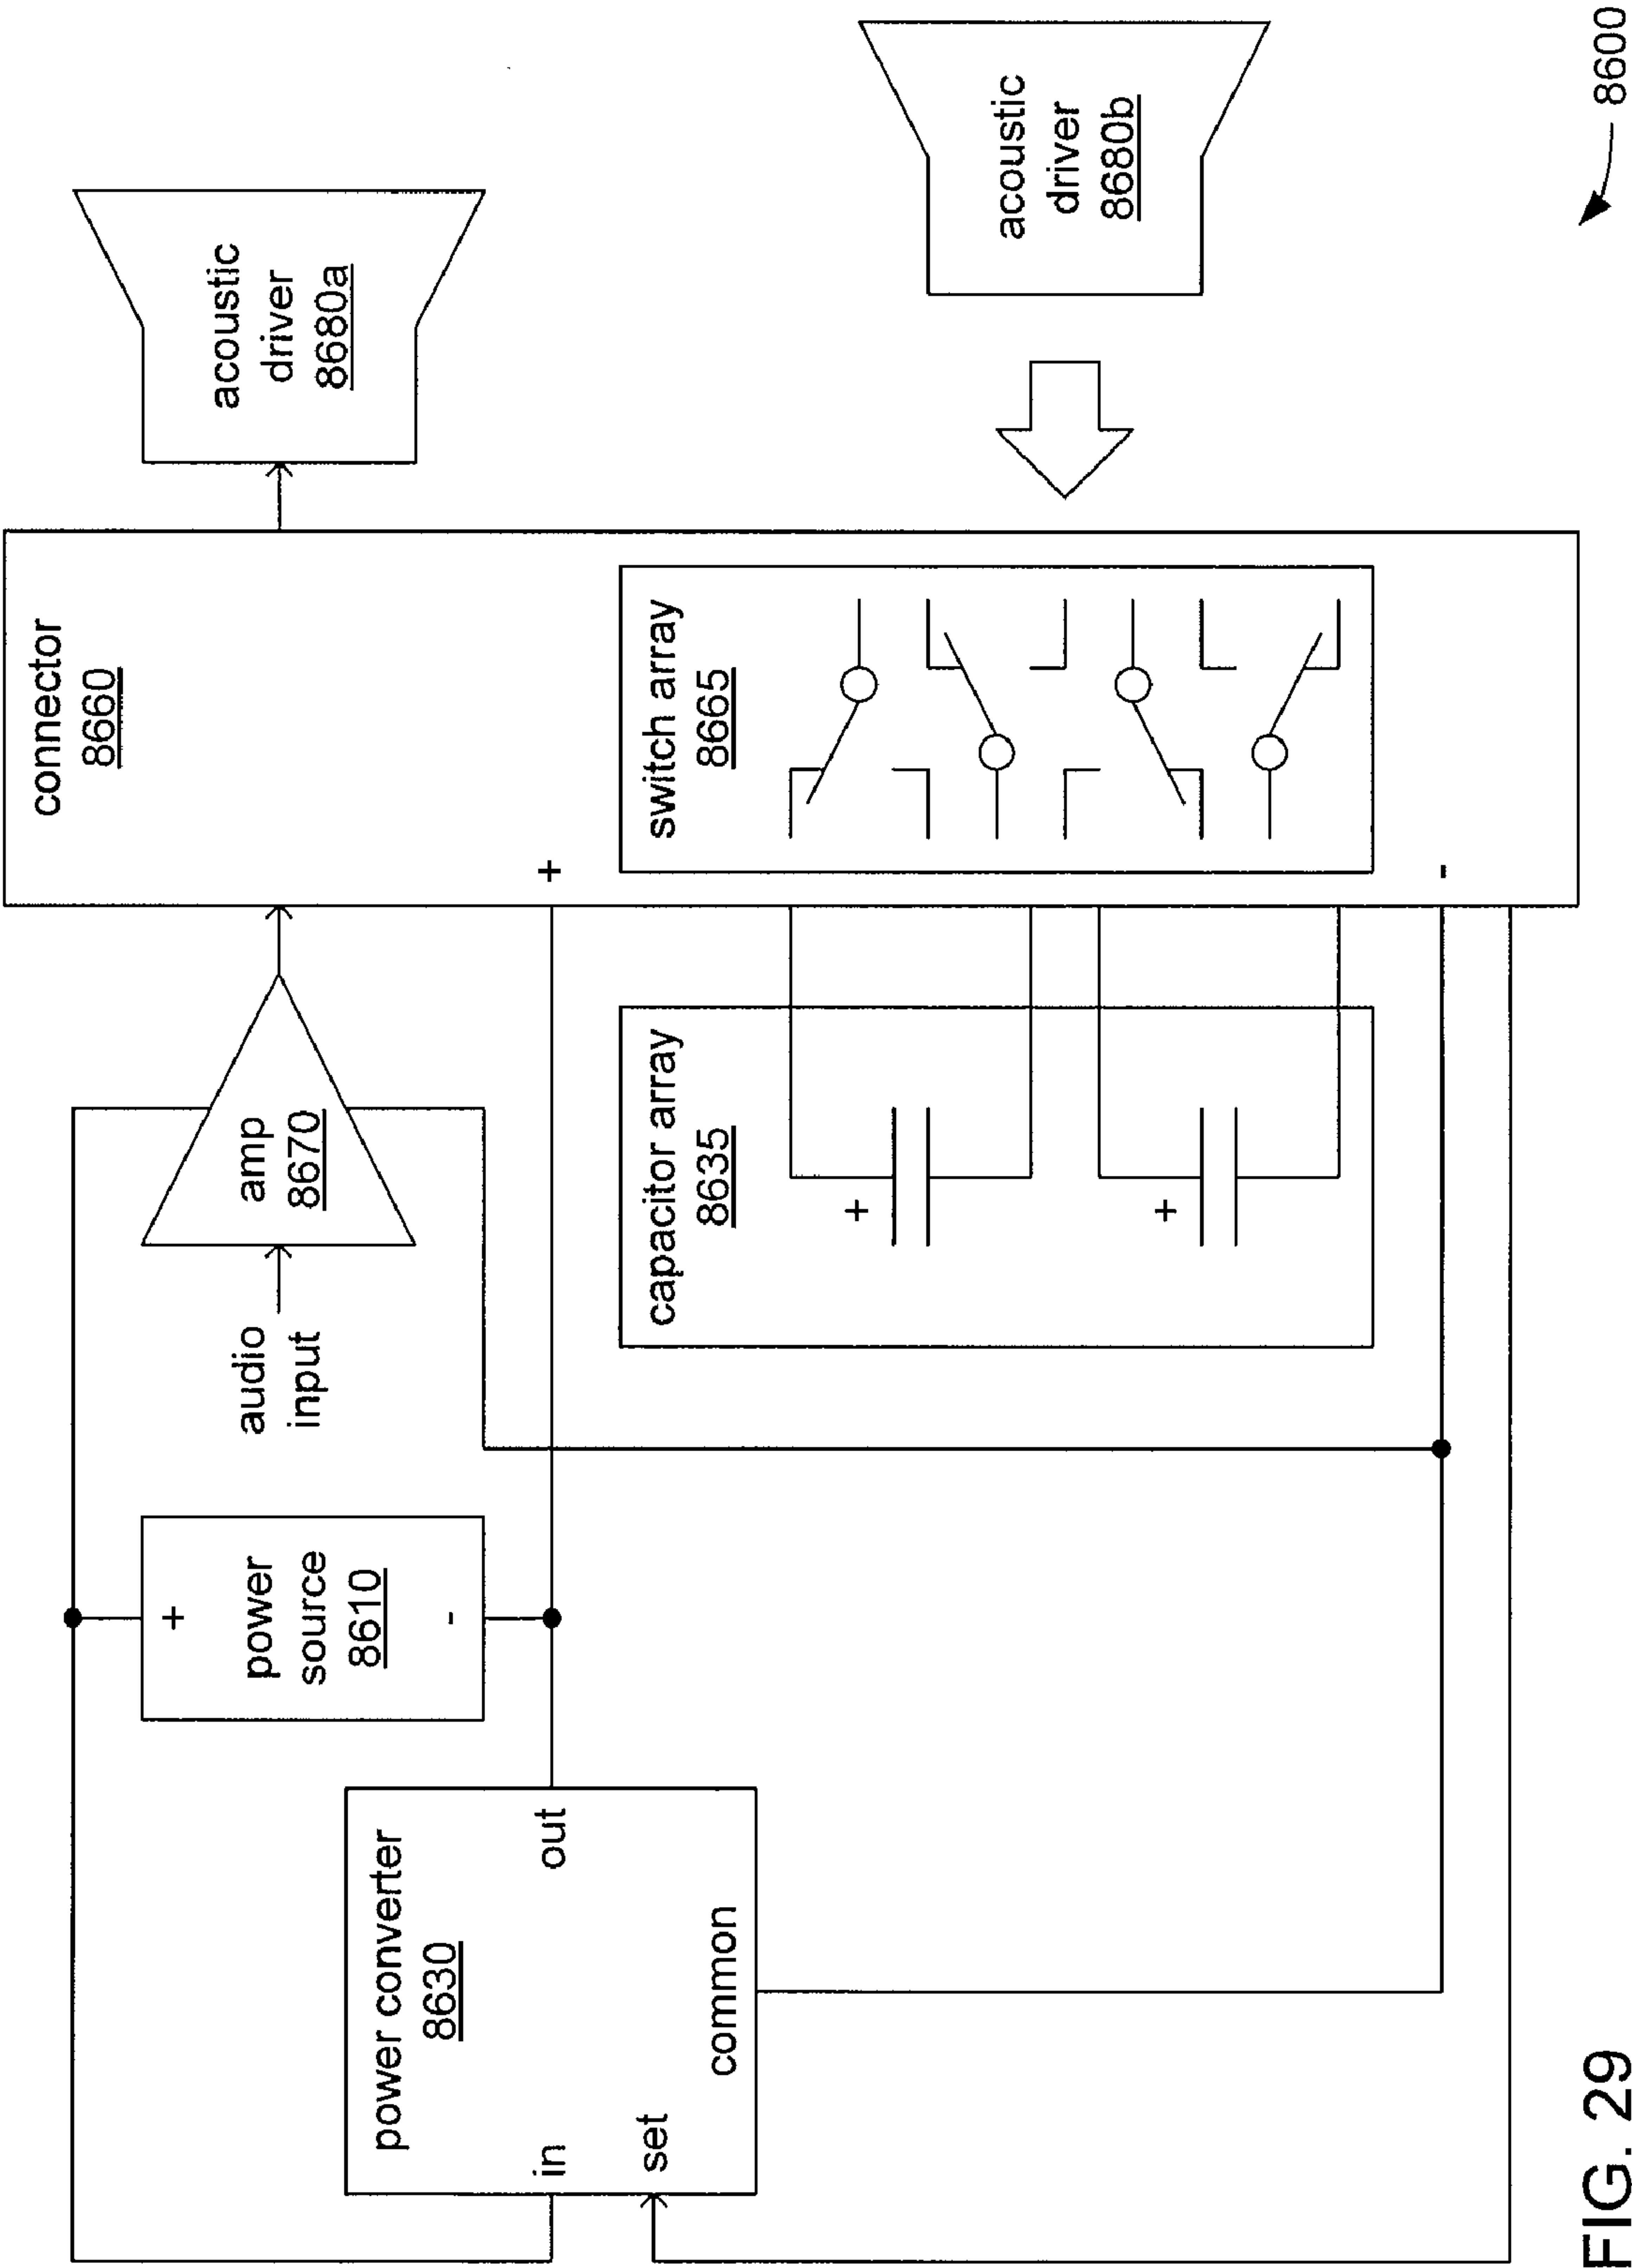 power converter
8630
in
out
set
common
+
power
source
8610
-
audio
input
amp
8670
capacitor array
8635
+
+
connector
8660
+
switch array
8665
-
acoustic
driver
8680a
acoustic
driver
8680b
8600
FIG. 29